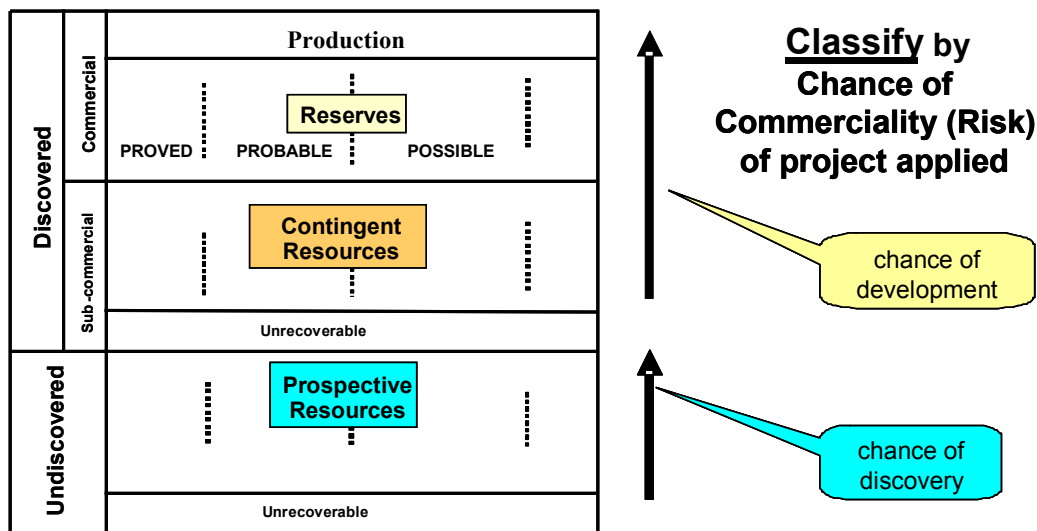 Production
Discovered
Commercial
Reserves
PROVED PROBABLE POSSIBLE
Sub -commercial
Contingent
Resources
Unrecoverable
Undiscovered
Prospective
Resources
Unrecoverable
Classify by
Chance of
Commerciality (Risk)
of project applied
chance of
development
chance of
discovery